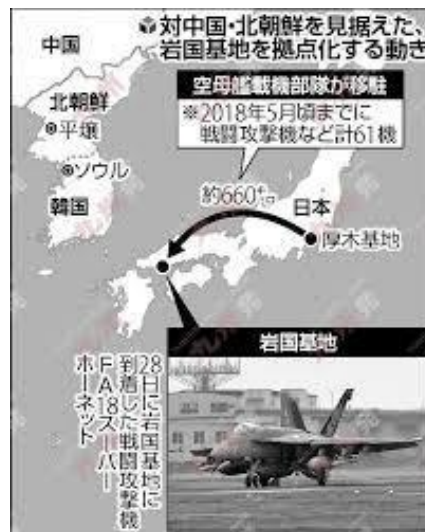 対中国・北朝鮮を見据えた、
岩国基地を拠点化する動き
中国
北朝鮮
平壌
ソウル
韓国
空母艦載機部隊が移駐
※2018年5月頃までに
戦闘攻撃機など計61機
約660㌔
日本
厚木基地
岩国基地
28日に岩国基地に
到着した戦闘攻撃機
FA18スーパー
ホーネット